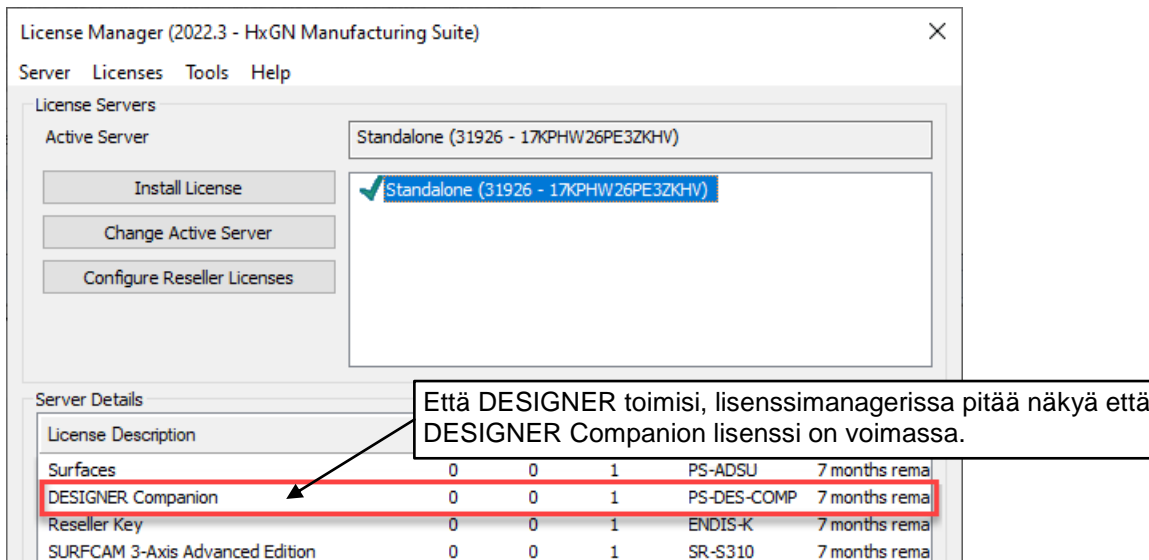 License Manager (2022.3 - HxGN Manufacturing Suite)
Server Licenses Tools Help
License Servers
Active Server Standalone (31926 - 17KPHW26PE3ZKHV)
Install License Standalone (31926 - 17KPHW26PE3ZKHV)
Change Active Server
Configure Reseller Licenses
Server Details
Että DESIGNER toimisi, lisenssimanagerissa pitää näkyä että
DESIGNER Companion lisenssi on voimassa.
License Description
Surfaces 0 0 1 PS-ADSU 7 months rema
DESIGNER Companion 0 0 1 PS-DES-COMP 7 months rema
Reseller Key 0 0 1 ENDIS-K 7 months rema
SURFCAM 3-Axis Advanced Edition 0 0 1 SR-S310 7 months rema